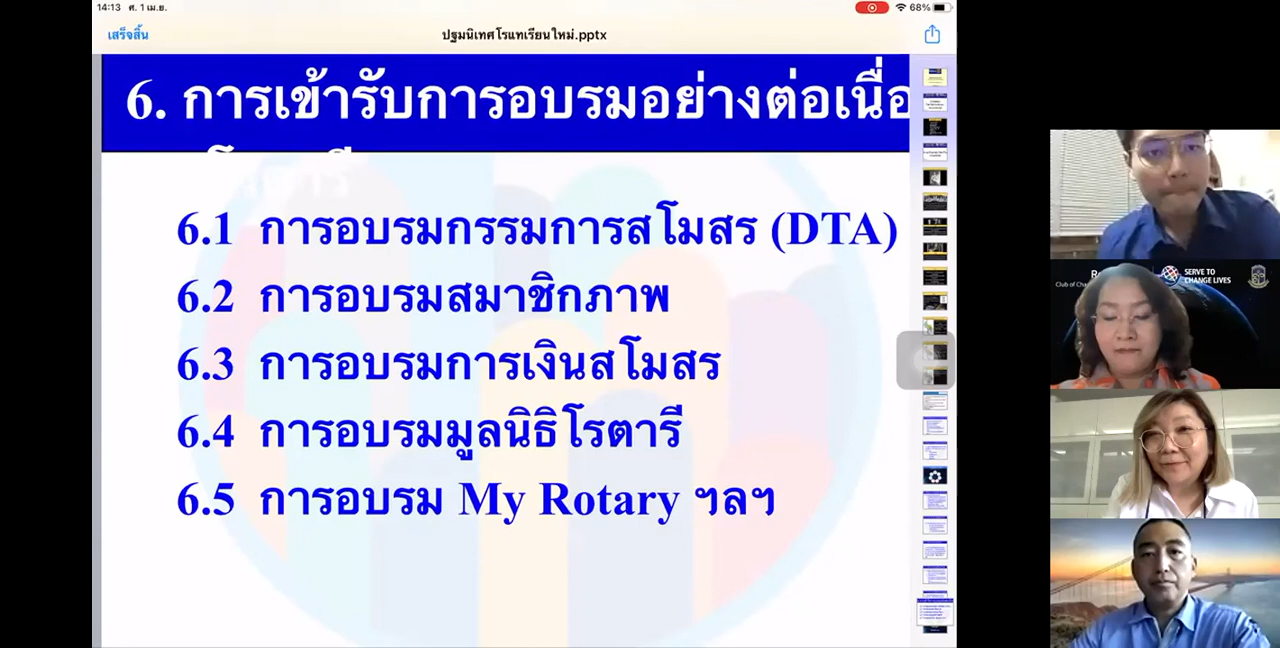 14:13 ศ. 1 เม.ย.
68%
เสร็จสิ้น
ปฐมนิเทศโรแทเรียนใหม่.pptx
6. การเข้ารับการอบรมอย่างต่อเนื่อ
6.1 การอบรมกรรมการสโมสร (DTA)
6.2 การอบรมสมาชิกภาพ
6.3 การอบรมการเงินสโมสร
6.4 การอบรมมูลนิธิโรตารี
6.5 การอบรม My Rotary ฯลฯ
SERVE TO
CHANGE LIVES
Club of